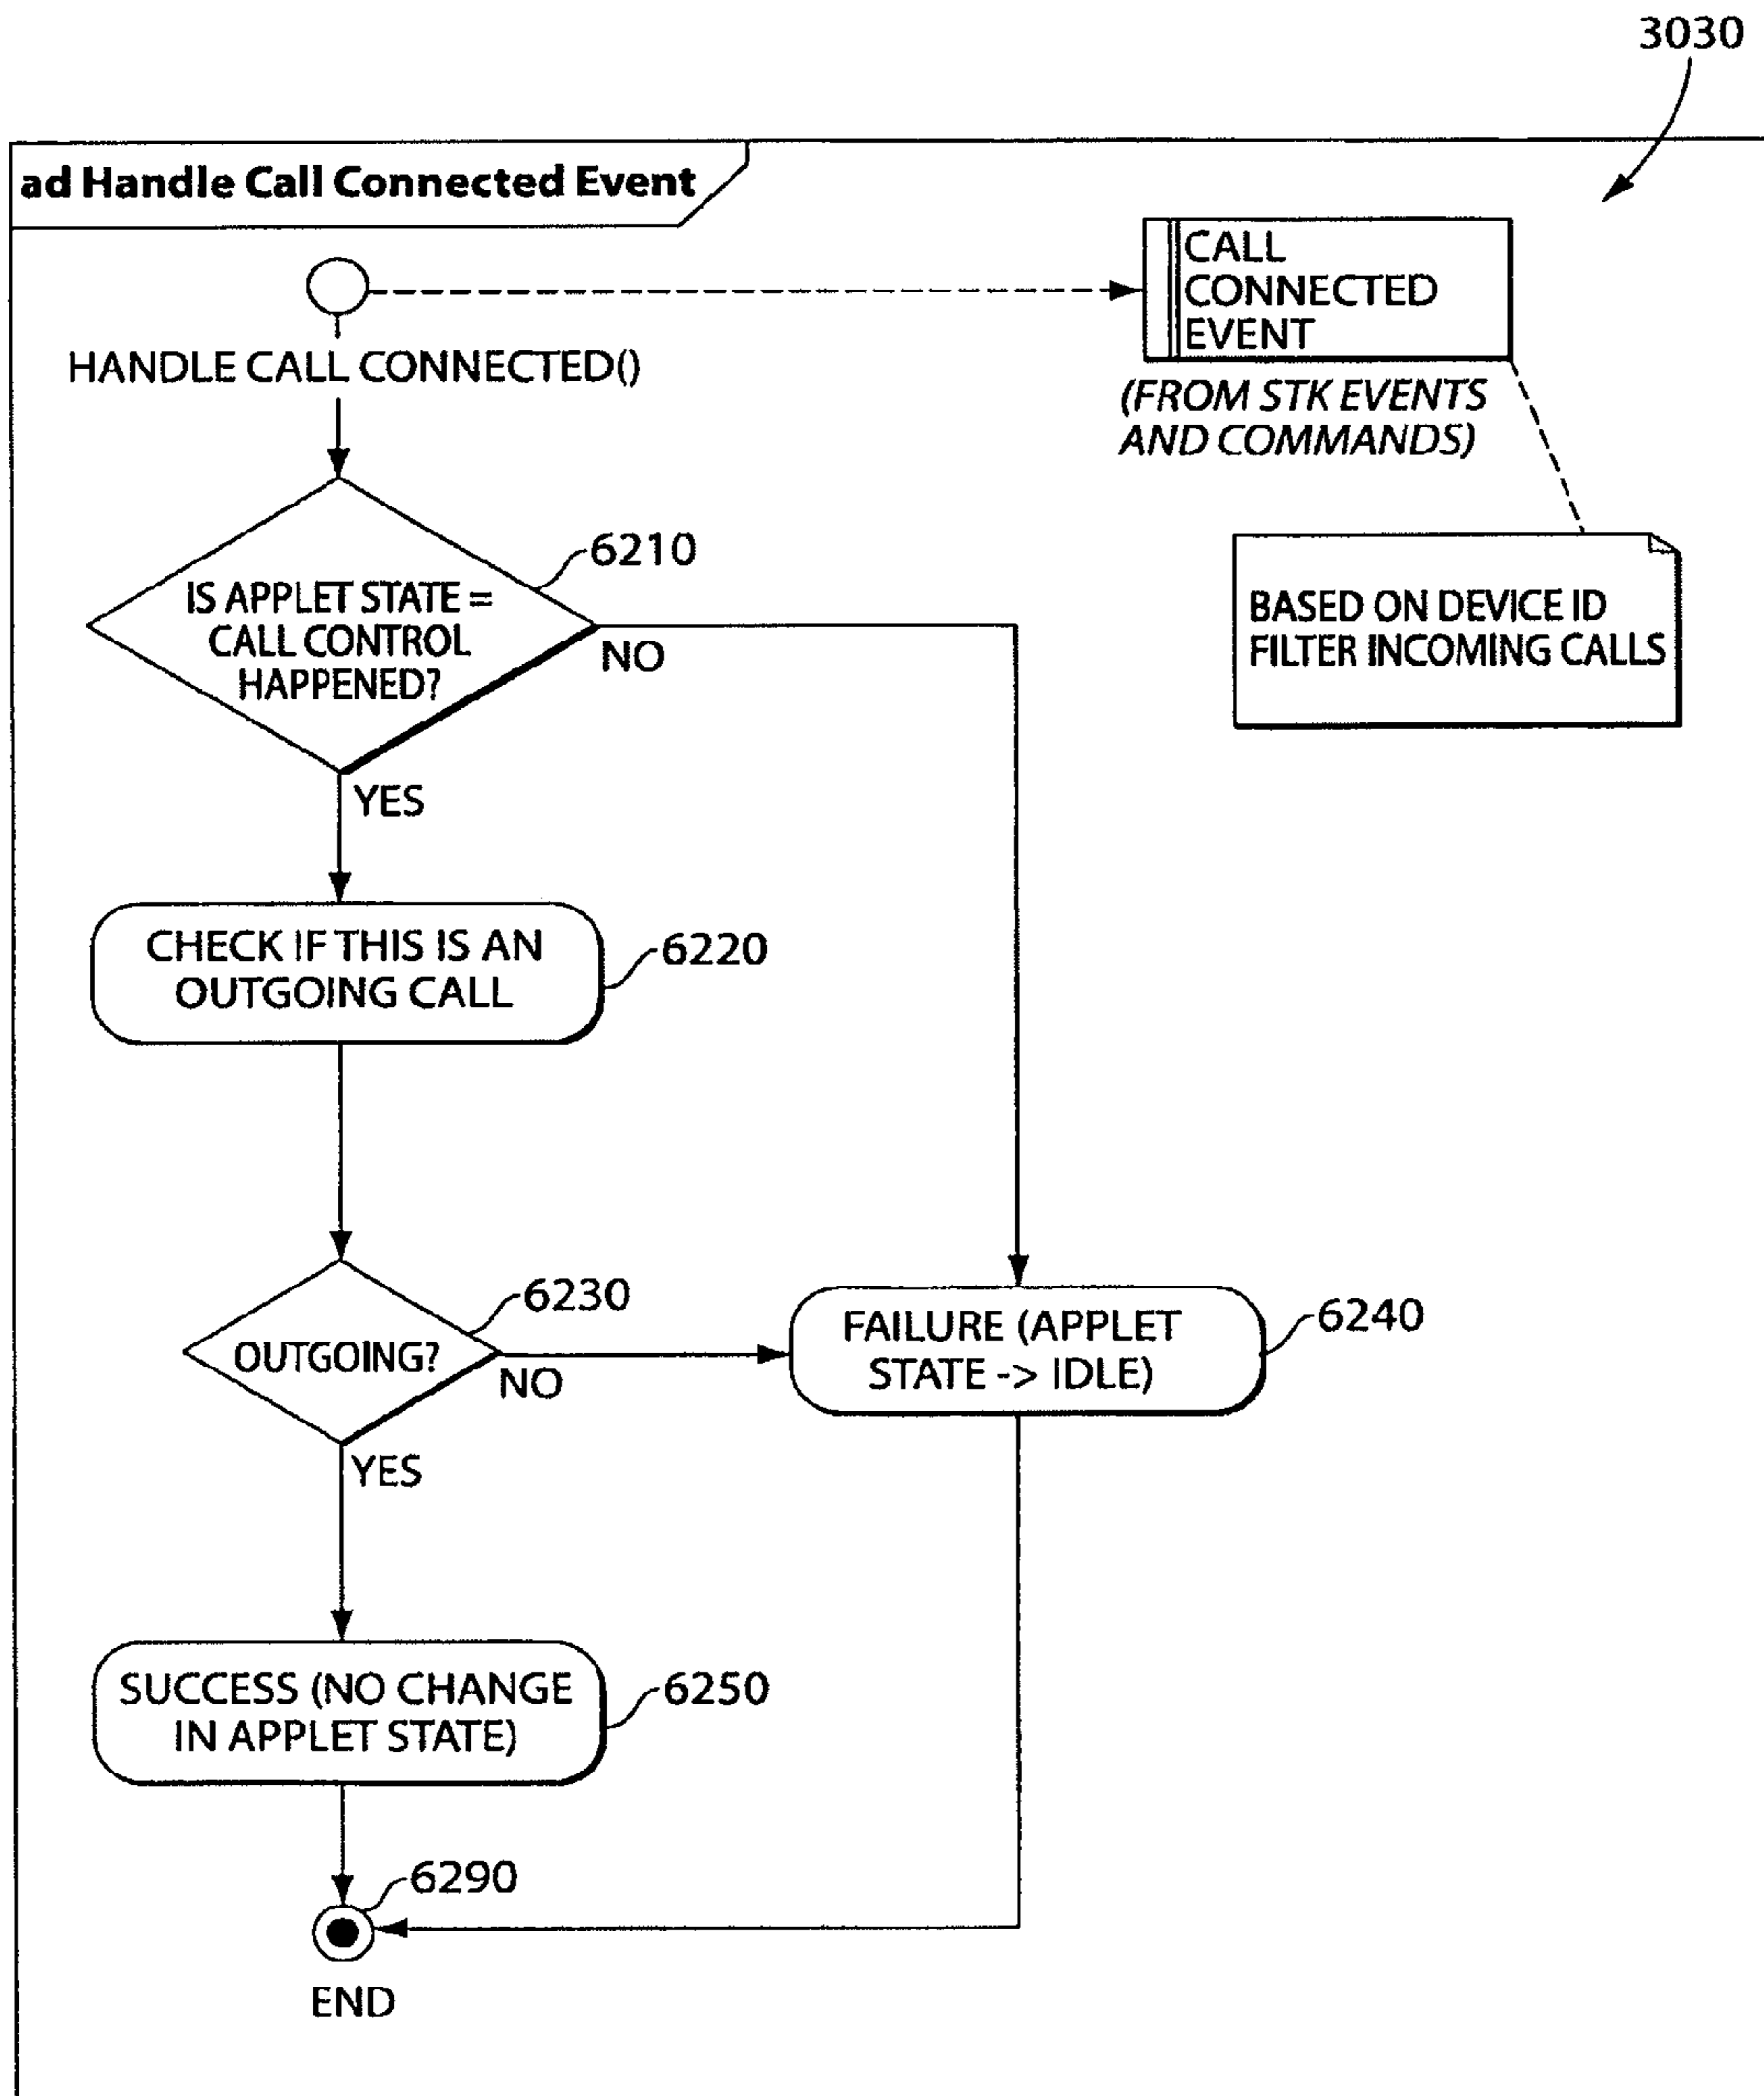 3030
ad Handle Call Connected Event
CALL
CONNECTED
EVENT
HANDLE CALL CONNECTED()
(FROM STK EVENTS
AND COMMANDS)
6210
IS APPLET STATE =
CALL CONTROL
HAPPENED?
NO
BASED ON DEVICE ID
FILTER INCOMING CALLS
YES
CHECK IF THIS IS AN
OUTGOING CALL
6220
6230
OUTGOING?
NO
FAILURE (APPLET
STATE -> IDLE)
6240
YES
SUCCESS (NO CHANGE
IN APPLET STATE)
6250
6290
END